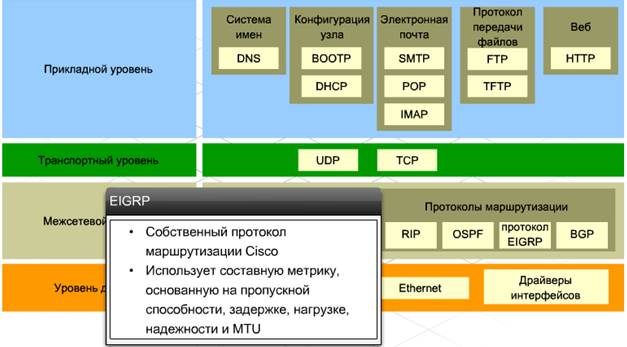 Прикладной уровень
Система
имен
DNS
Конфигурация
узла
BOOTP
DHCP
Электронная
почта
SMTP
POP
IMAP
Протокол
передачи
файлов
FTP
TFTP
Веб
HTTP
Транспортный уровень
UDP
TCP
Межсетевой
Протоколы маршрутизации
RIP
OSPF
протокол
EIGRP
BGP
Уровень д
Ethernet
Драйверы
интерфейсов
EIGRP
• Собственный протокол
маршрутизации Cisco
• Использует составную метрику,
основанную на пропускной
способности, задержке, нагрузке,
надежности и MTU